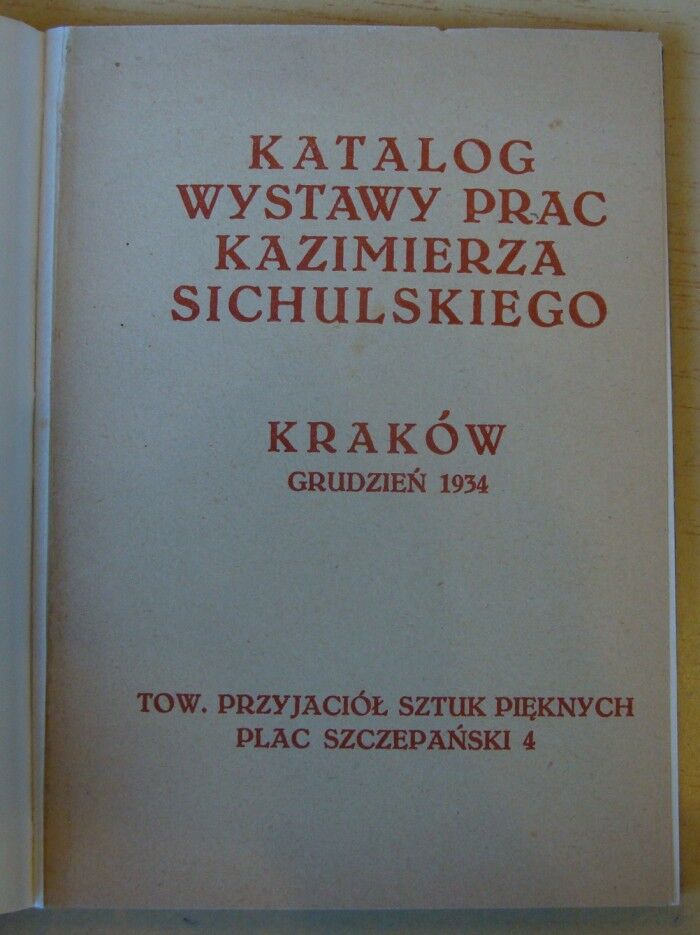 KATALOG
WYSTAWY PRAC
KAZIMIERZA
SICHULSKIEGO
KRAKÓW
GRUDZIEŃ 1934
TOW. PRZYJACIÓŁ SZTUK PIĘKNYCH
PLAC SZCZEPAŃSKI 4